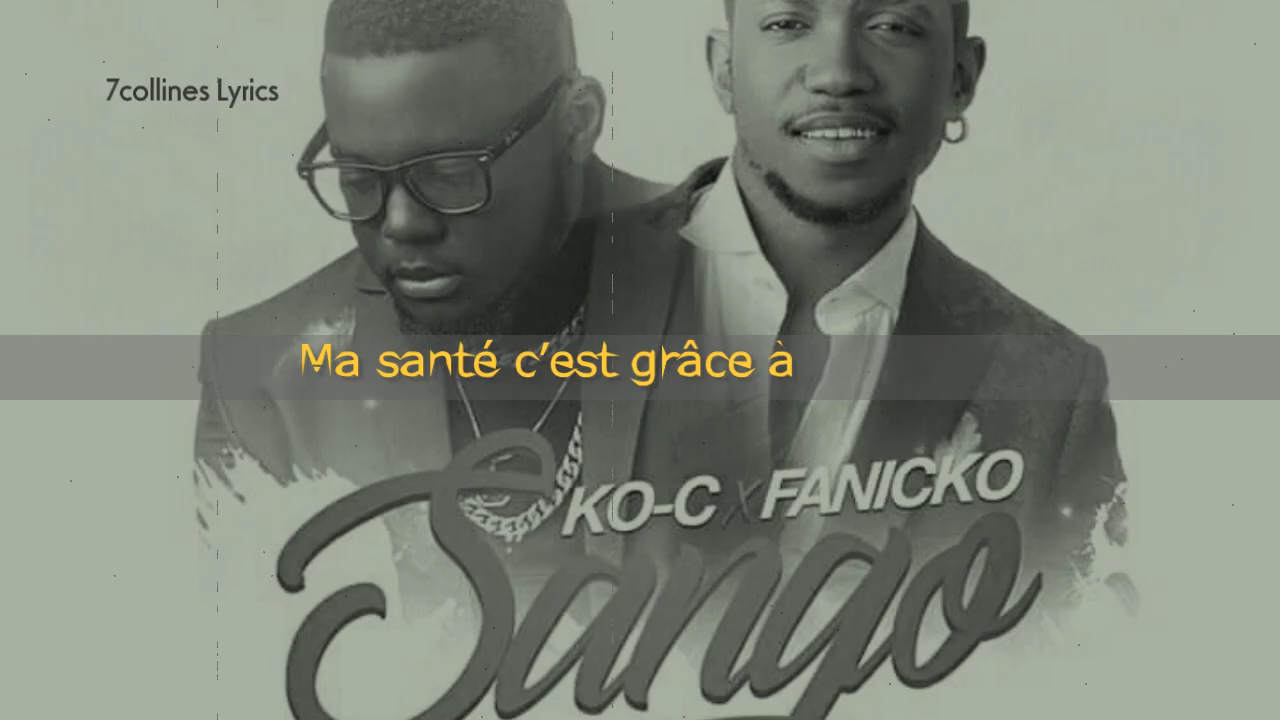 7collines Lyrics
Ma santé c’est grâce à
KO-C X FANICKO
Sango